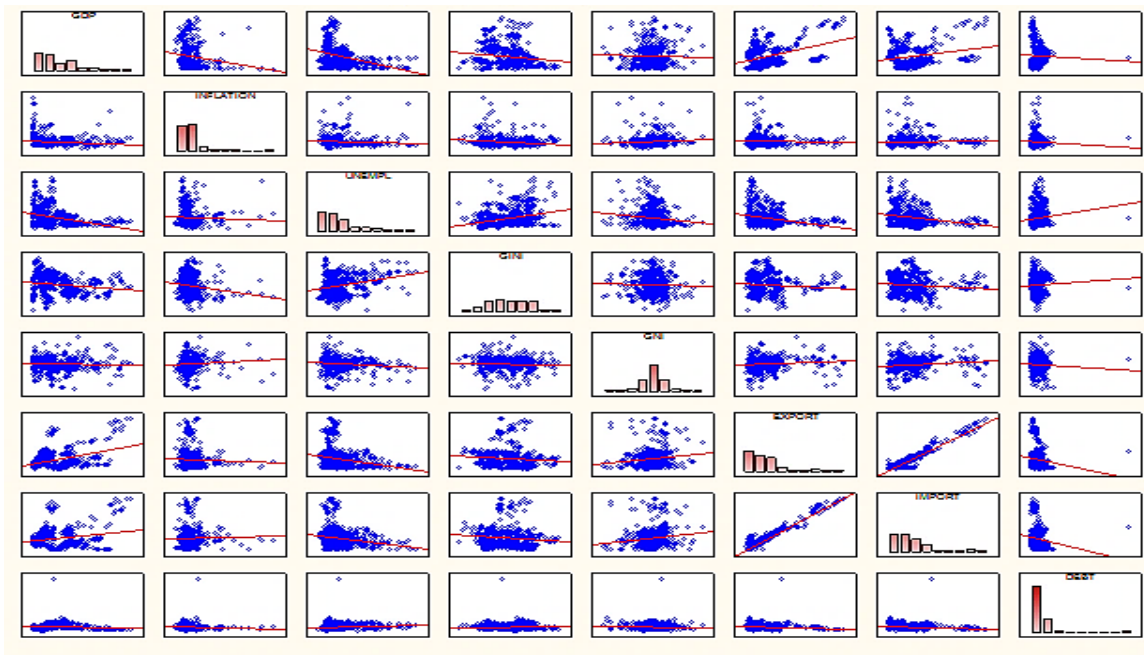 GDP
INFLATION
UNEMPL
GINI
GNI
EXPORT
IMPORT
DEBT